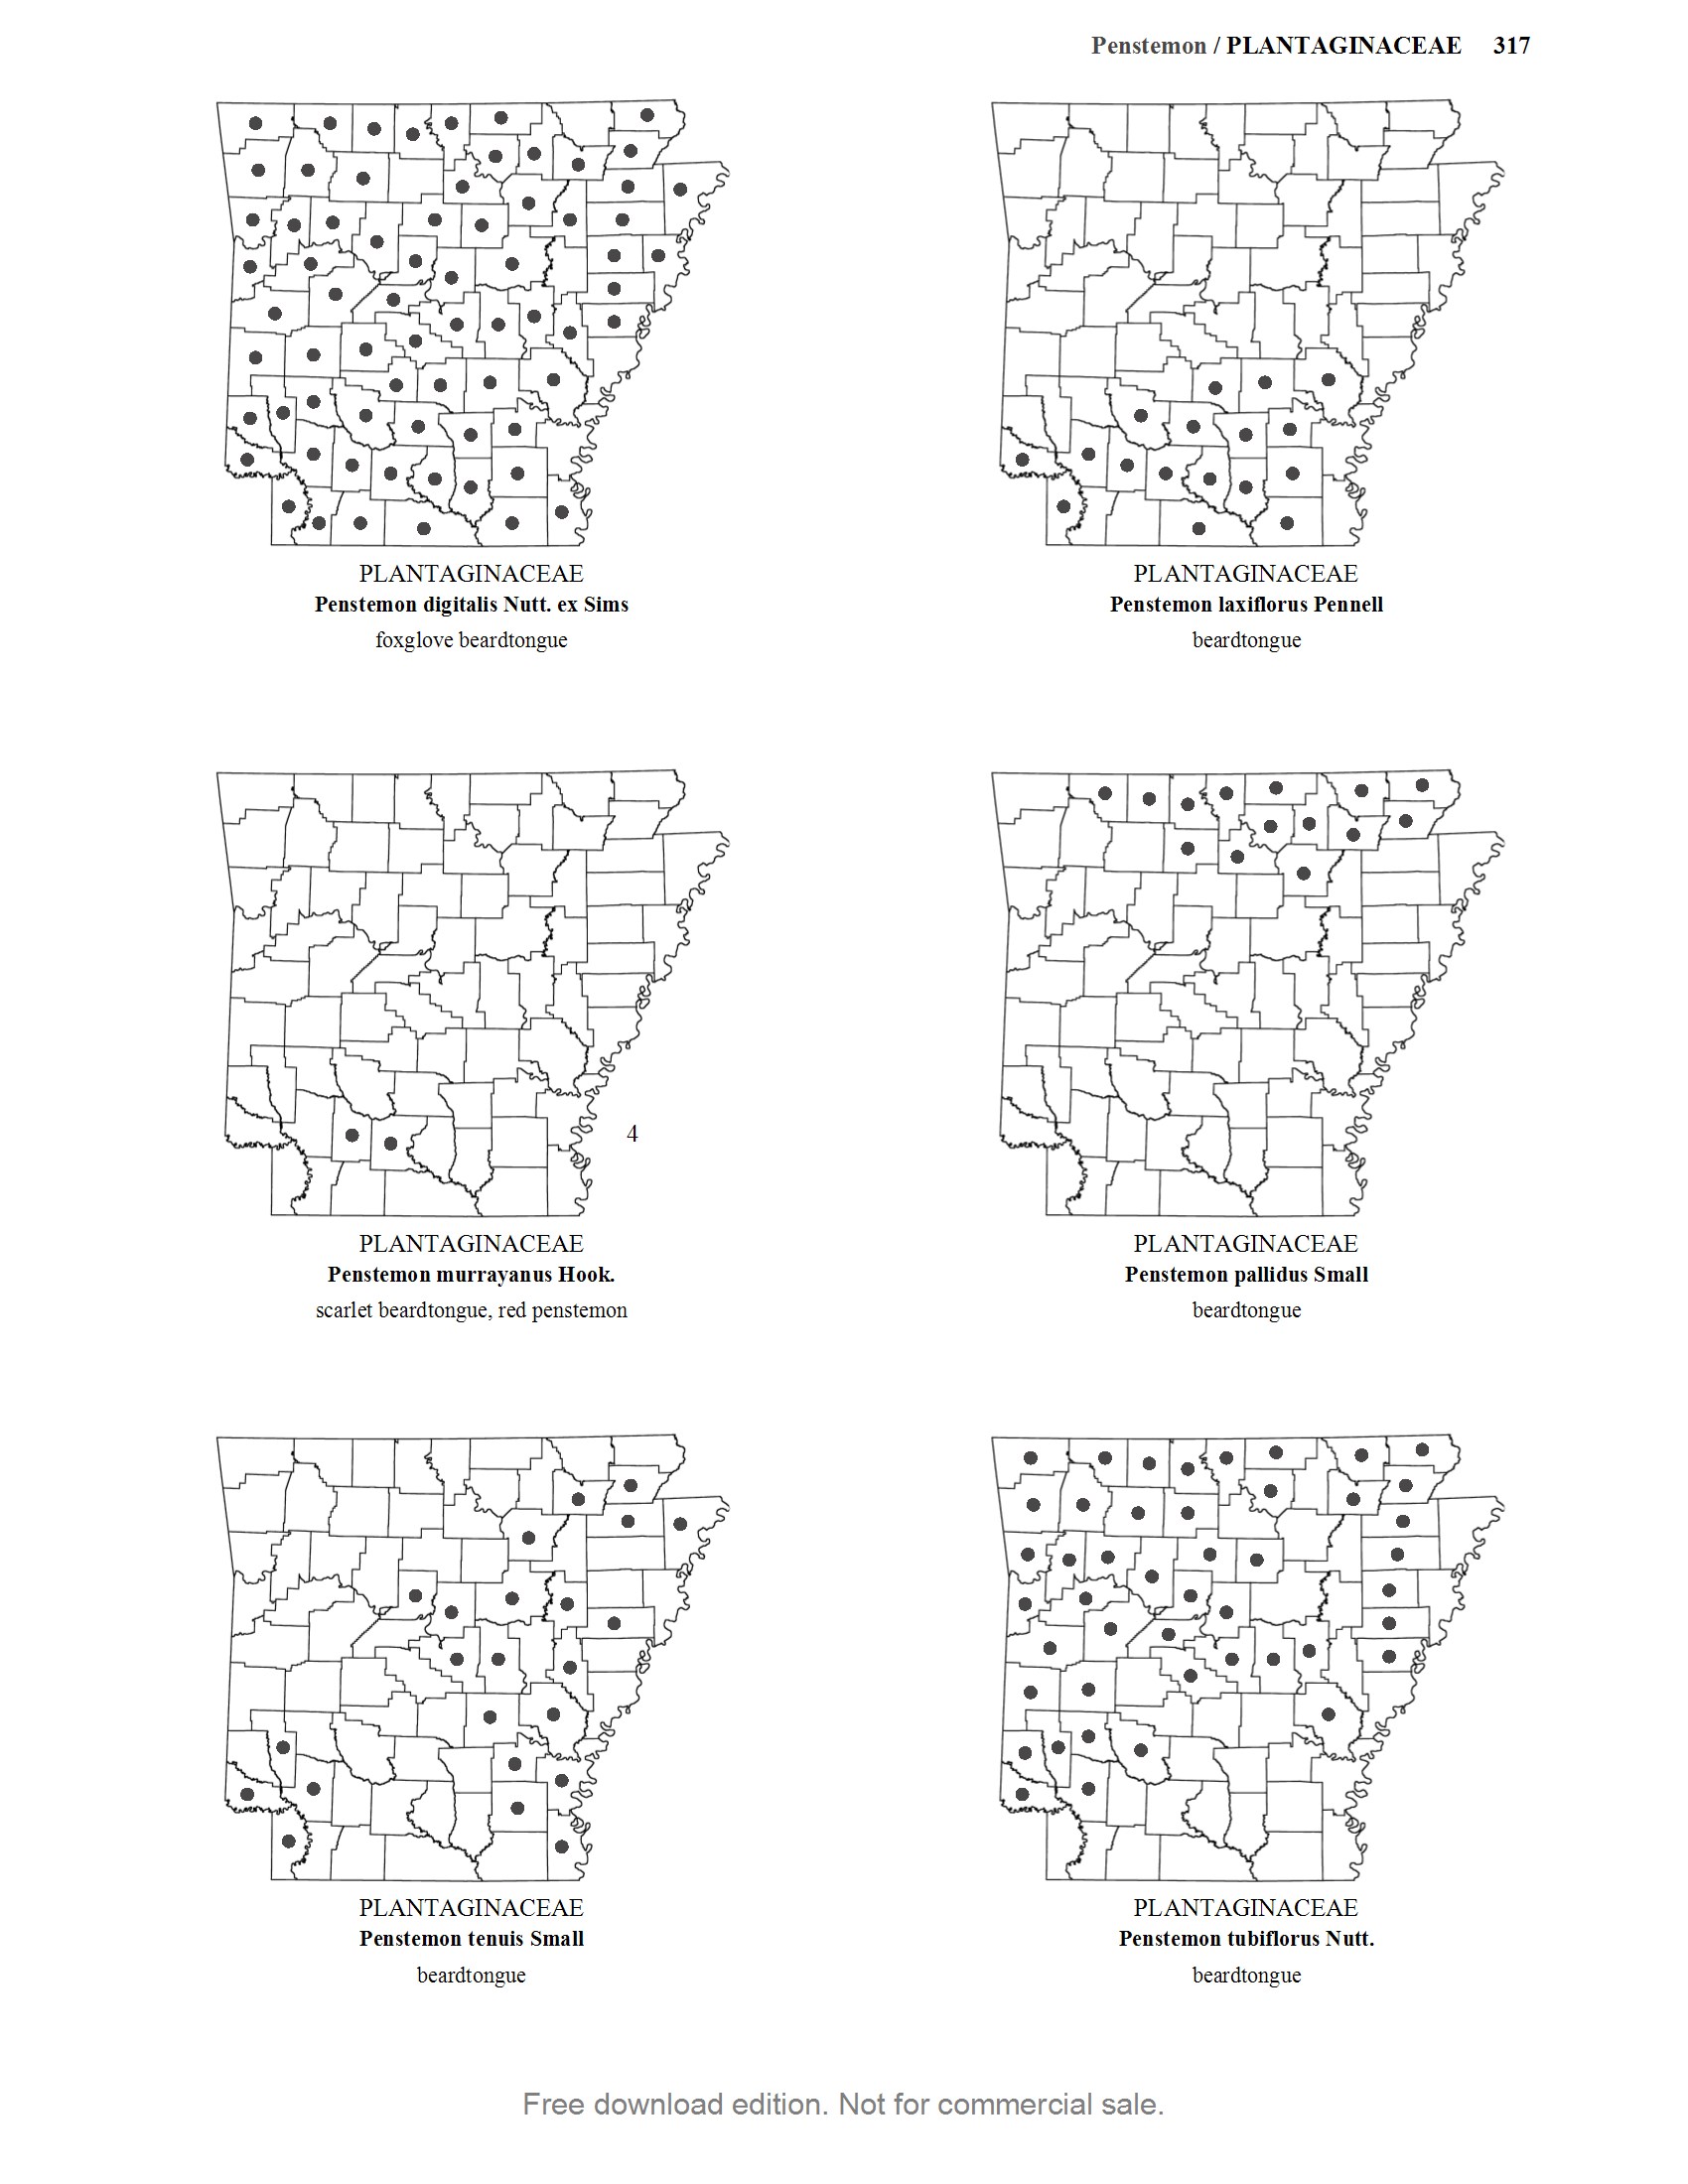 Penstemon / PLANTAGINACEAE 317
PLANTAGINACEAE
Penstemon digitalis Nutt. ex Sims
foxglove beardtongue
PLANTAGINACEAE
Penstemon laxiflorus Pennell
beardtongue
4
PLANTAGINACEAE
Penstemon murrayanus Hook.
scarlet beardtongue, red penstemon
PLANTAGINACEAE
Penstemon pallidus Small
beardtongue
PLANTAGINACEAE
Penstemon tenuis Small
beardtongue
PLANTAGINACEAE
Penstemon tubiflorus Nutt.
beardtongue
Free download edition. Not for commercial sale.